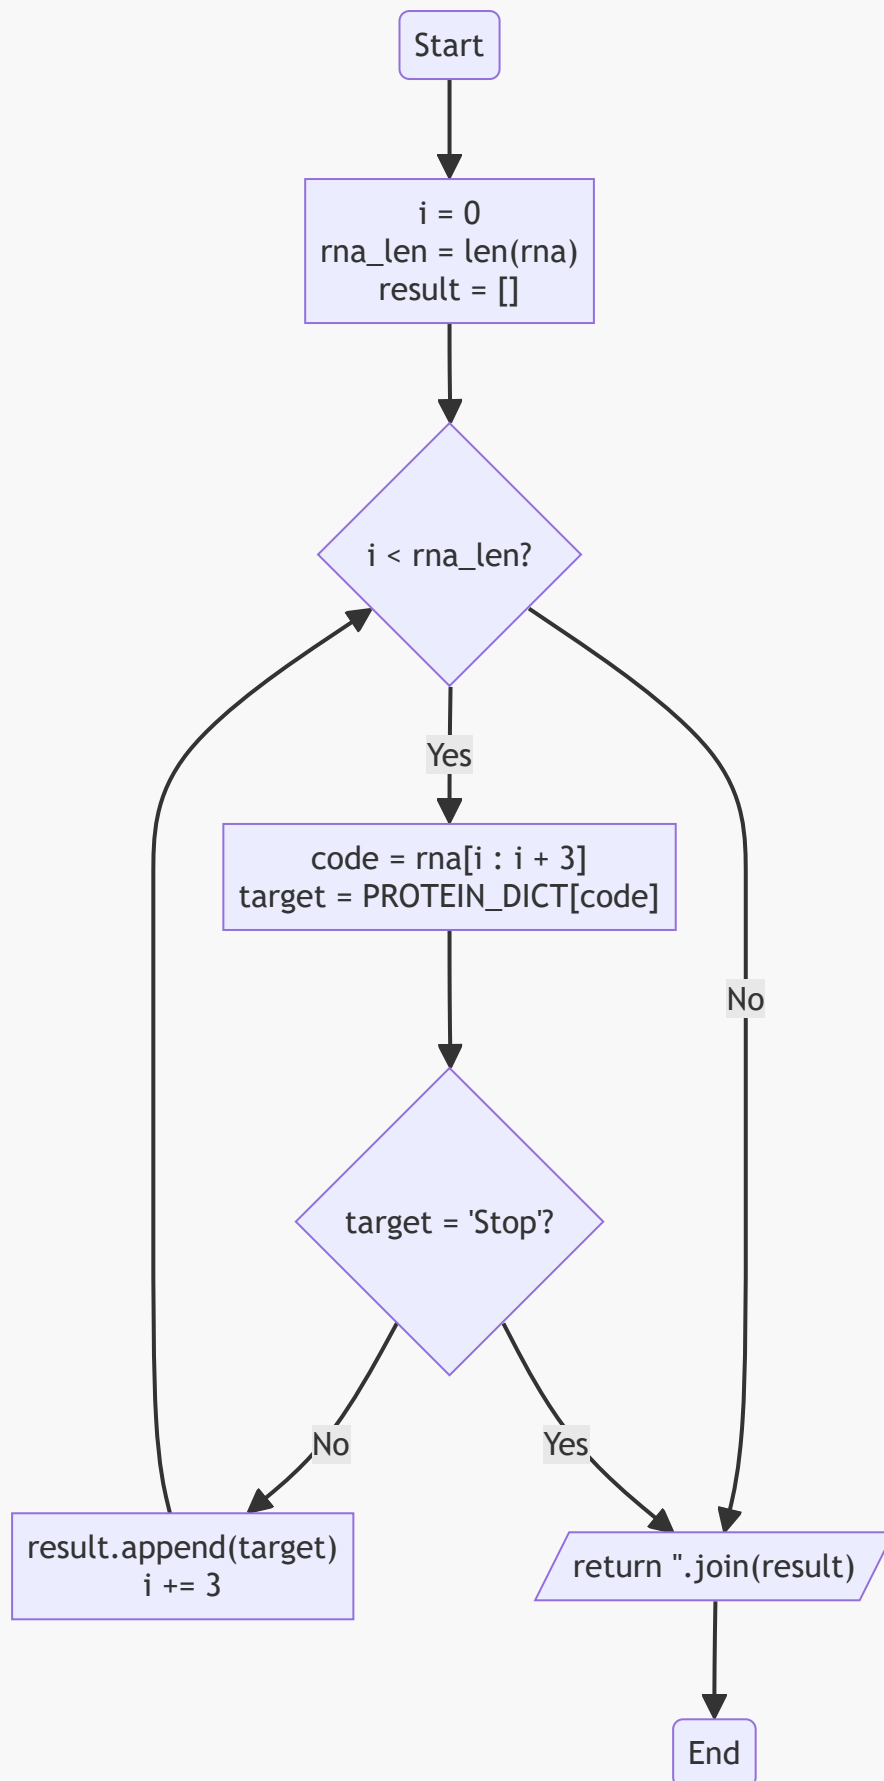 Start
i = 0
rna_len = len(rna)
result = []
i < rna_len?
Yes
code = rna[i : i + 3]
target = PROTEIN_DICT[code]
No
target = 'Stop'?
No
Yes
result.append(target)
i += 3
return ''.join(result)
End